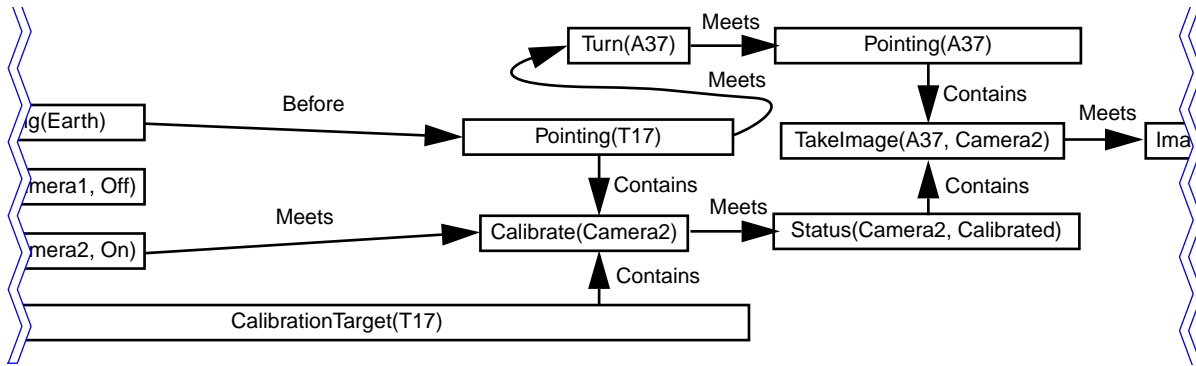 Meets
Turn(A37)
Pointing(A37)
Meets
Contains
Before
ng(Earth)
Pointing(T17)
TakeImage(A37, Camera2)
Meets
Ima
mera1, Off)
Contains
Contains
Meets
Meets
mera2, On)
Calibrate(Camera2)
Status(Camera2, Calibrated)
Contains
CalibrationTarget(T17)